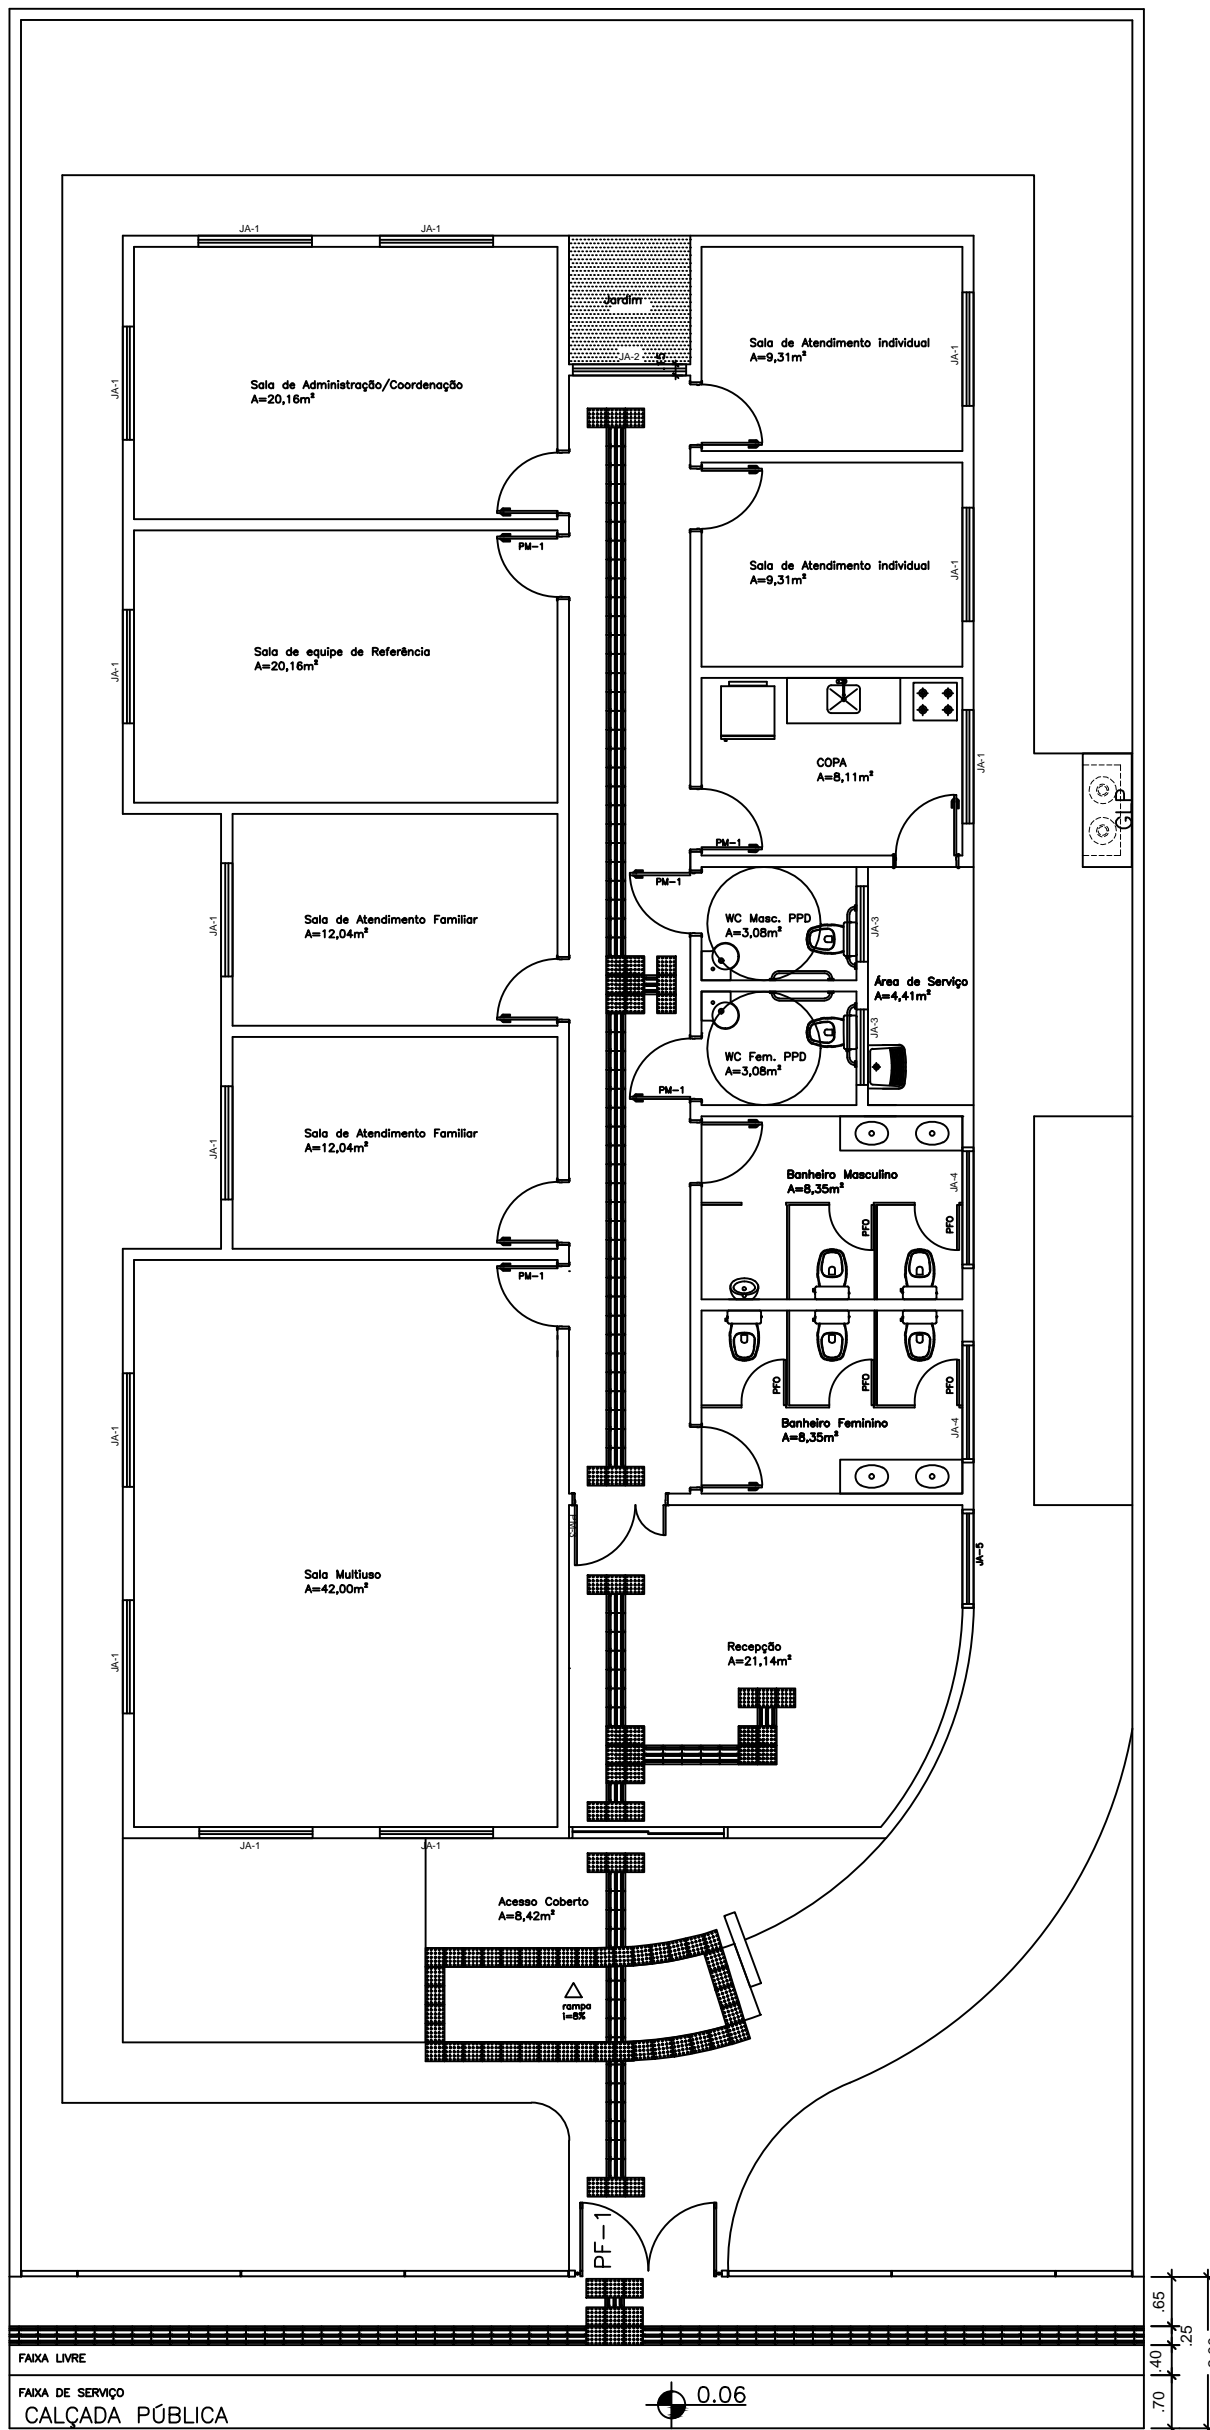 JA-1
JA-1
Jardim
JA-2
.15
Sala de Atendimento individual
A=9,31m²
JA-1
JA-1
Sala de Administração/Coordenação
A=20,16m²
PM-1
Sala de Atendimento individual
A=9,31m²
JA-1
JA-1
Sala de equipe de Referência
A=20,16m²
COPA
A=8,11m²
JA-1
GLP
PM-1
PM-1
JA-1
Sala de Atendimento Familiar
A=12,04m²
WC Masc. PPD
A=3,08m²
JA-3
Área de Serviço
A=4,41m²
JA-3
WC Fem. PPD
A=3,08m²
PM-1
JA-1
Sala de Atendimento Familiar
A=12,04m²
Banheiro Masculino
A=8,35m²
JA-4
PFO
PFO
PM-1
PFO
PFO
PFO
JA-1
Banheiro Feminino
A=8,35m²
JA-4
JA-5
Sala Multiuso
A=42,00m²
JA-1
Recepção
A=21,14m²
JA-1
JA-1
Acesso Coberto
A=8,42m²
rampa
i=8%
PF-1
.65
.25
FAIXA LIVRE
.40
FAIXA DE SERVIÇO
CALÇADA PÚBLICA
0.06
.70